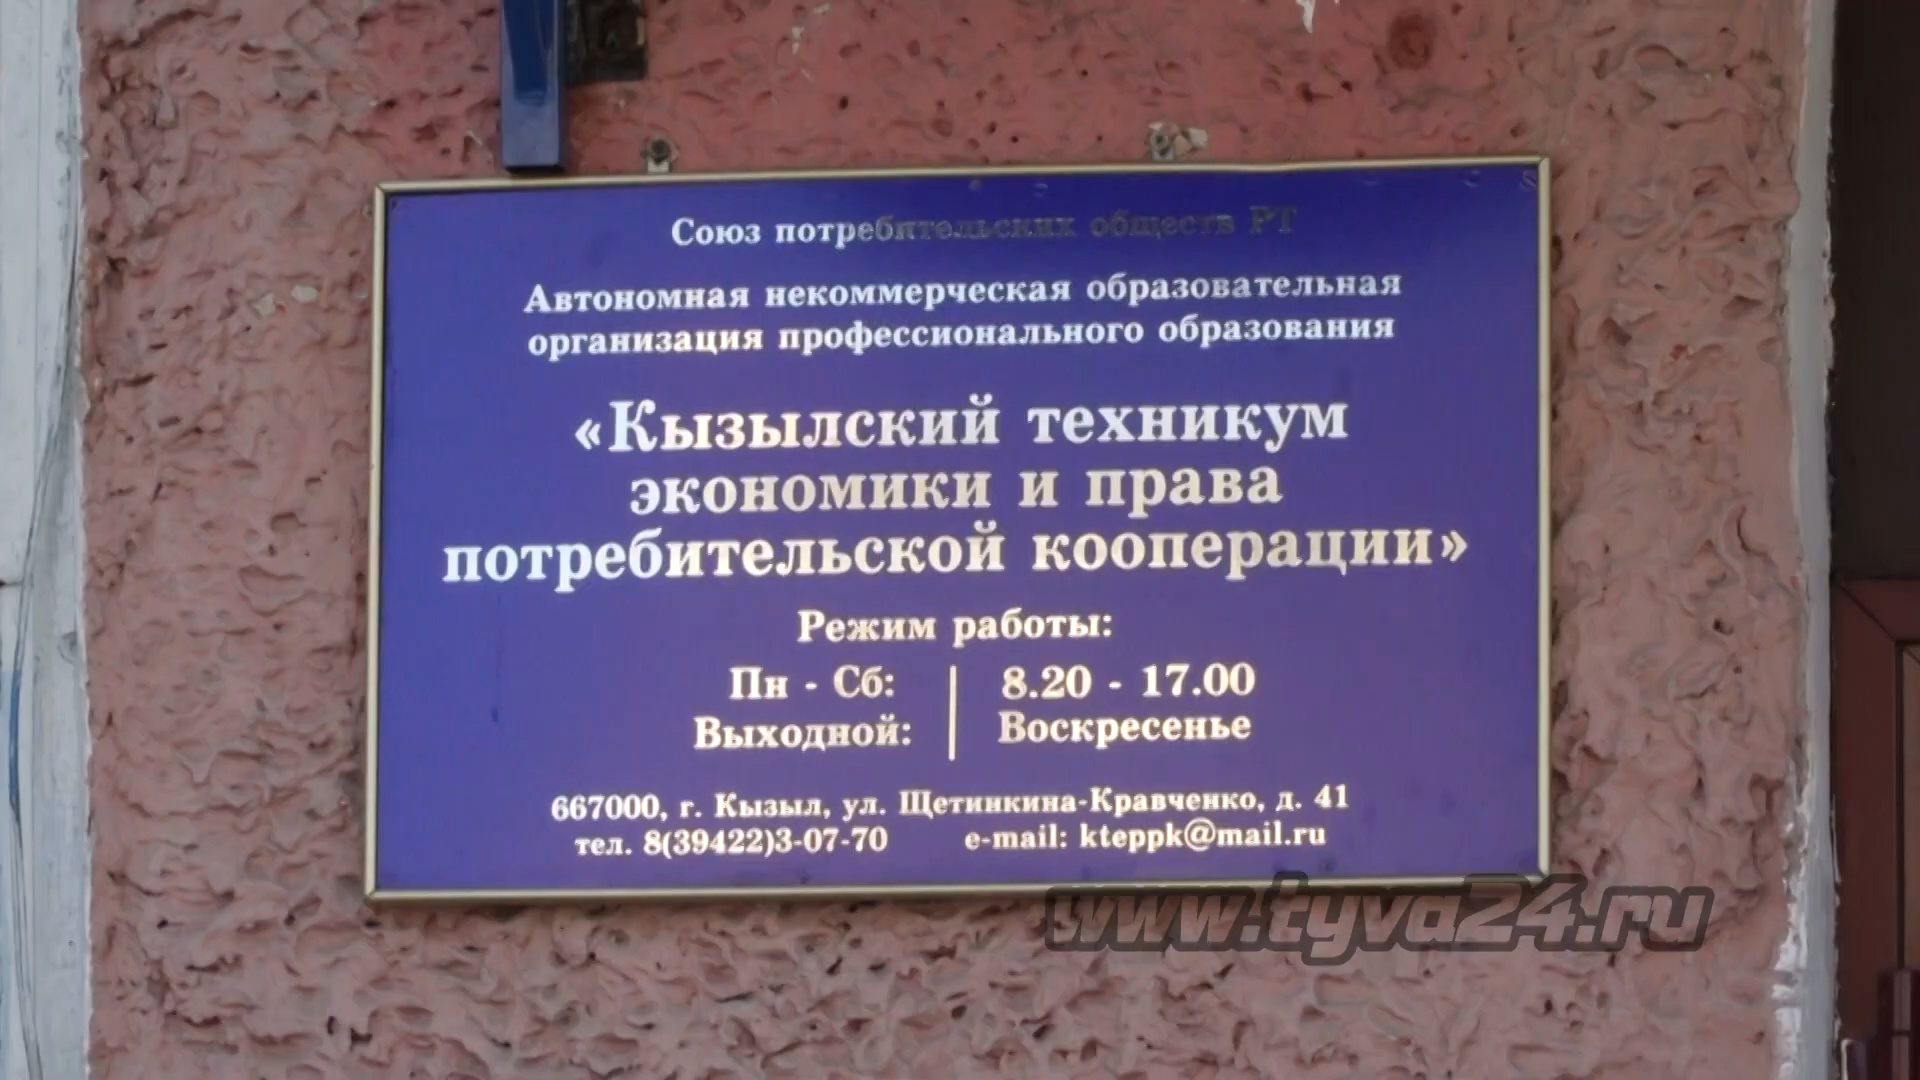 Союз потребительских обществ РТ
Автономная некоммерческая образовательная
организация профессионального образования
«Кызылский техникум
экономики и права
потребительской кооперации»
Режим работы:
Пн - Сб: 8.20 - 17.00
Выходной: Воскресенье
667000, г. Кызыл, ул. Щетинкина-Кравченко, д. 41
тел. 8(39422)3-07-70 e-mail: kteppk@mail.ru
www.tyva24.ru